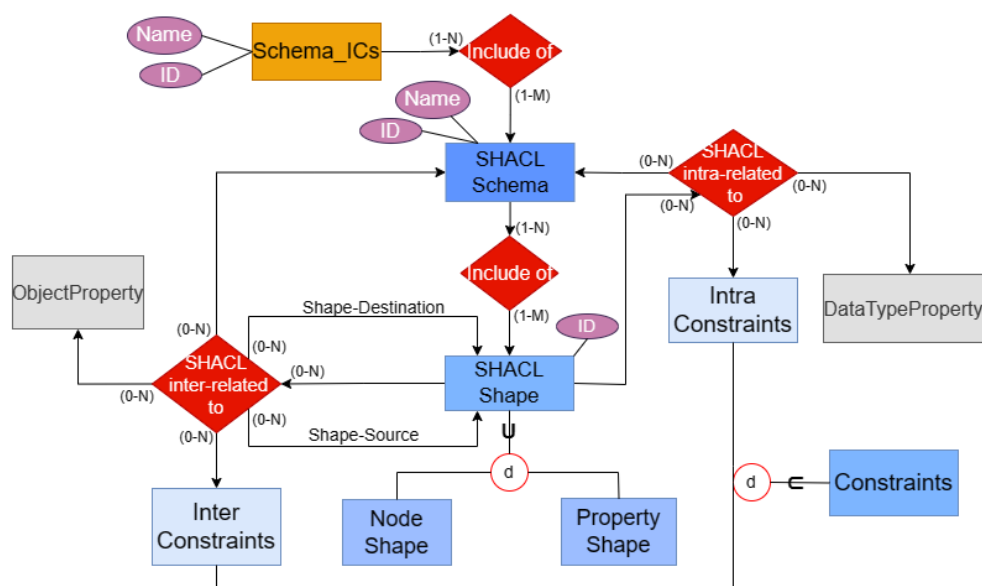 Name
Schema_ICs
(1-N)
Include of
ID
(1-M)
Name
ID
SHACL
Schema
(0-N)
SHACL
intra-related
to
(0-N)
(0-N)
(0-N)
(1-N)
Include of
ObjectProperty
Intra
Constraints
DataTypeProperty
Shape-Destination
(1-M)
ID
(0-N)
(0-N)
SHACL
inter-related
to
(0-N)
(0-N)
SHACL
Shape
(0-N)
(0-N)
Shape-Source
U
d
d
⊂
Constraints
Inter
Constraints
Node
Shape
Property
Shape